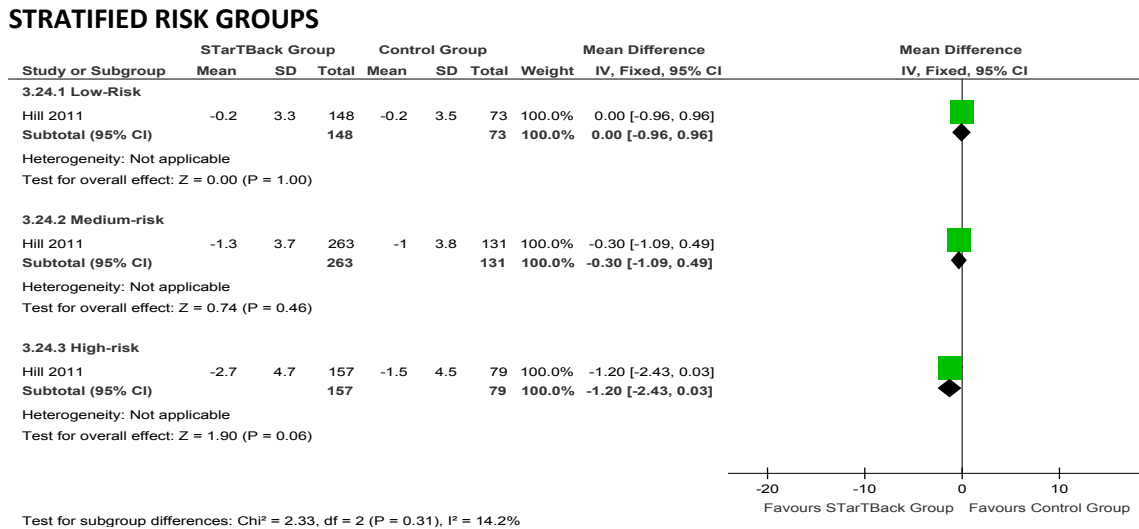 STRATIFIED RISK GROUPS
STarTBack Group Control Group Mean Difference Mean Difference
Study or Subgroup Mean SD Total Mean SD Total Weight IV, Fixed, 95% CI IV, Fixed, 95% CI
3.24.1 Low-Risk
Hill 2011 -0.2 3.3 148 -0.2 3.5 73 100.0% 0.00 [-0.96, 0.96]
Subtotal (95% CI) 148 73 100.0% 0.00 [-0.96, 0.96]
Heterogeneity: Not applicable
Test for overall effect: Z = 0.00 (P = 1.00)
3.24.2 Medium-risk
Hill 2011 -1.3 3.7 263 -1 3.8 131 100.0% -0.30 [-1.09, 0.49]
Subtotal (95% CI) 263 131 100.0% -0.30 [-1.09, 0.49]
Heterogeneity: Not applicable
Test for overall effect: Z = 0.74 (P = 0.46)
3.24.3 High-risk
Hill 2011 -2.7 4.7 157 -1.5 4.5 79 100.0% -1.20 [-2.43, 0.03]
Subtotal (95% CI) 157 79 100.0% -1.20 [-2.43, 0.03]
Heterogeneity: Not applicable
Test for overall effect: Z = 1.90 (P = 0.06)
-20 -10 0 10
Favours STarTBack Group Favours Control Group
Test for subgroup differences: Chi² = 2.33, df = 2 (P = 0.31), I² = 14.2%